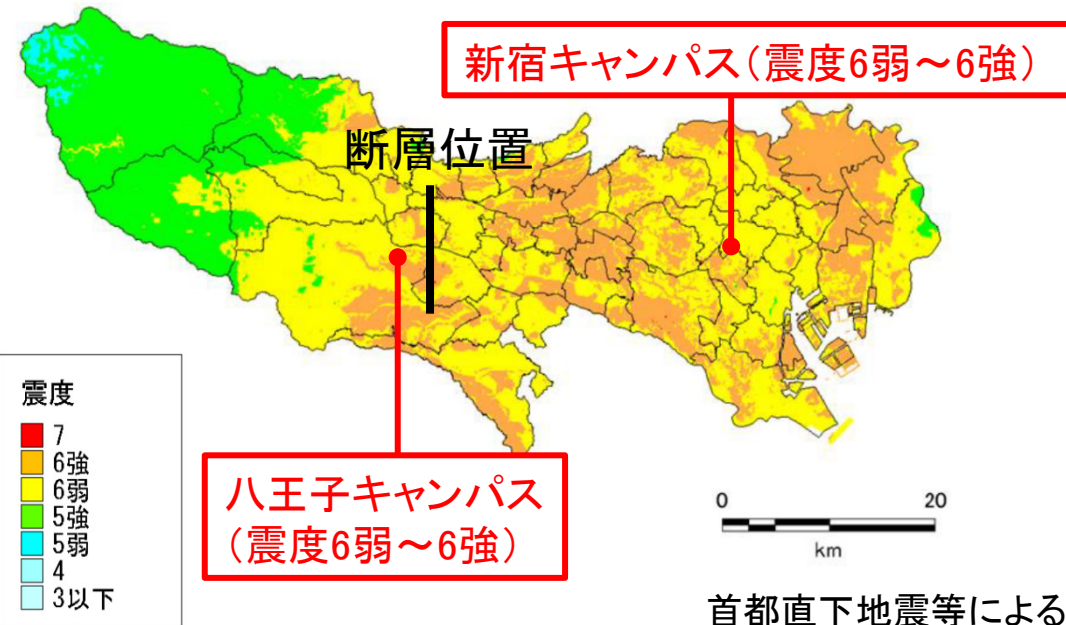 新宿キャンパス（震度6弱～6強）
断層位置
震度
7
6強
6弱
5強
5弱
4
3以下
八王子キャンパス
（震度6弱～6強）
0 20
km
首都直下地震等による